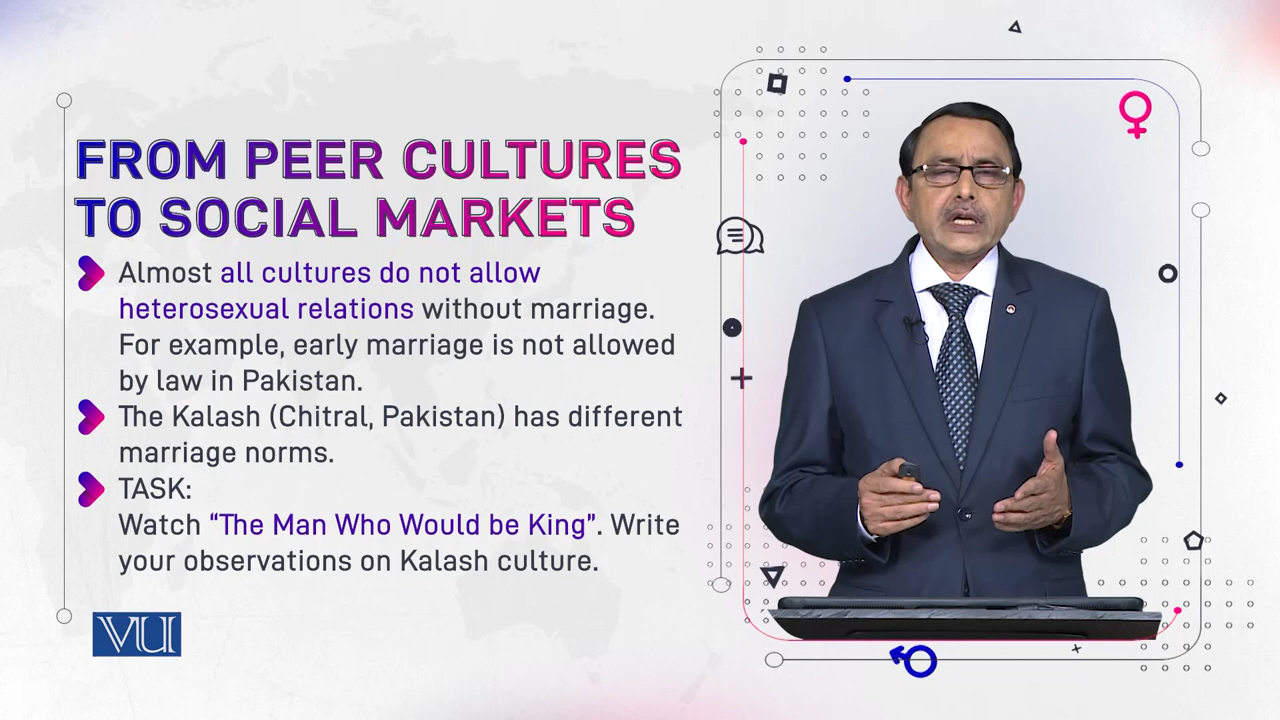 FROM PEER CULTURES
TO SOCIAL MARKETS
Almost all cultures do not allow
heterosexual relations without marriage.
For example, early marriage is not allowed
by law in Pakistan.
The Kalash (Chitral, Pakistan) has different
marriage norms.
TASK:
Watch “The Man Who Would be King”. Write
your observations on Kalash culture.
VU